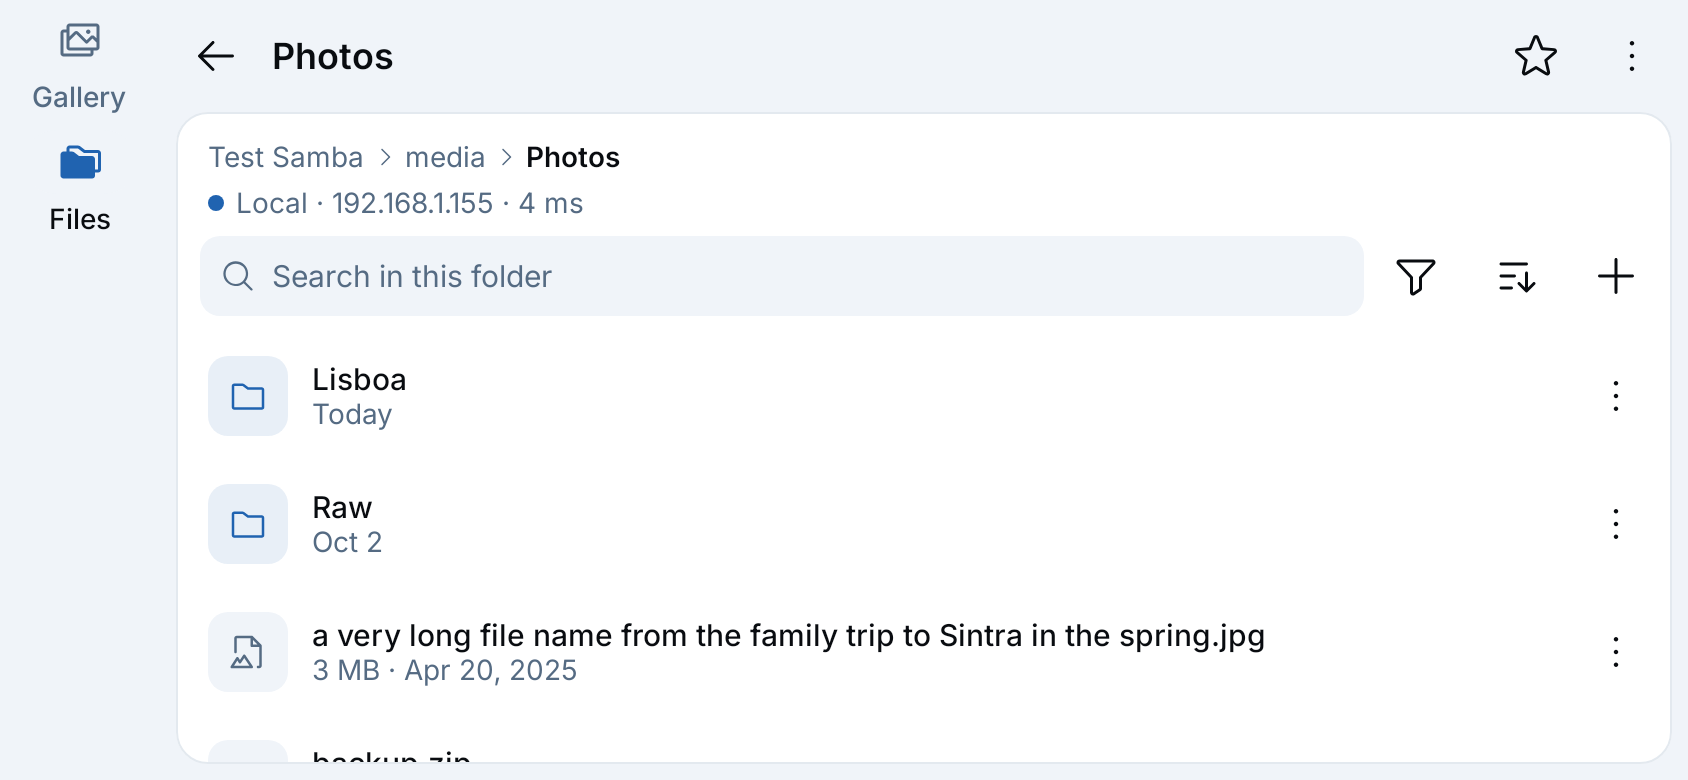 Gallery
Files
Photos
Test Samba > media > Photos
Local · 192.168.1.155 · 4 ms
Search in this folder
Lisboa
Today
Raw
Oct 2
a very long file name from the family trip to Sintra in the spring.jpg
3 MB · Apr 20, 2025
backup.zip